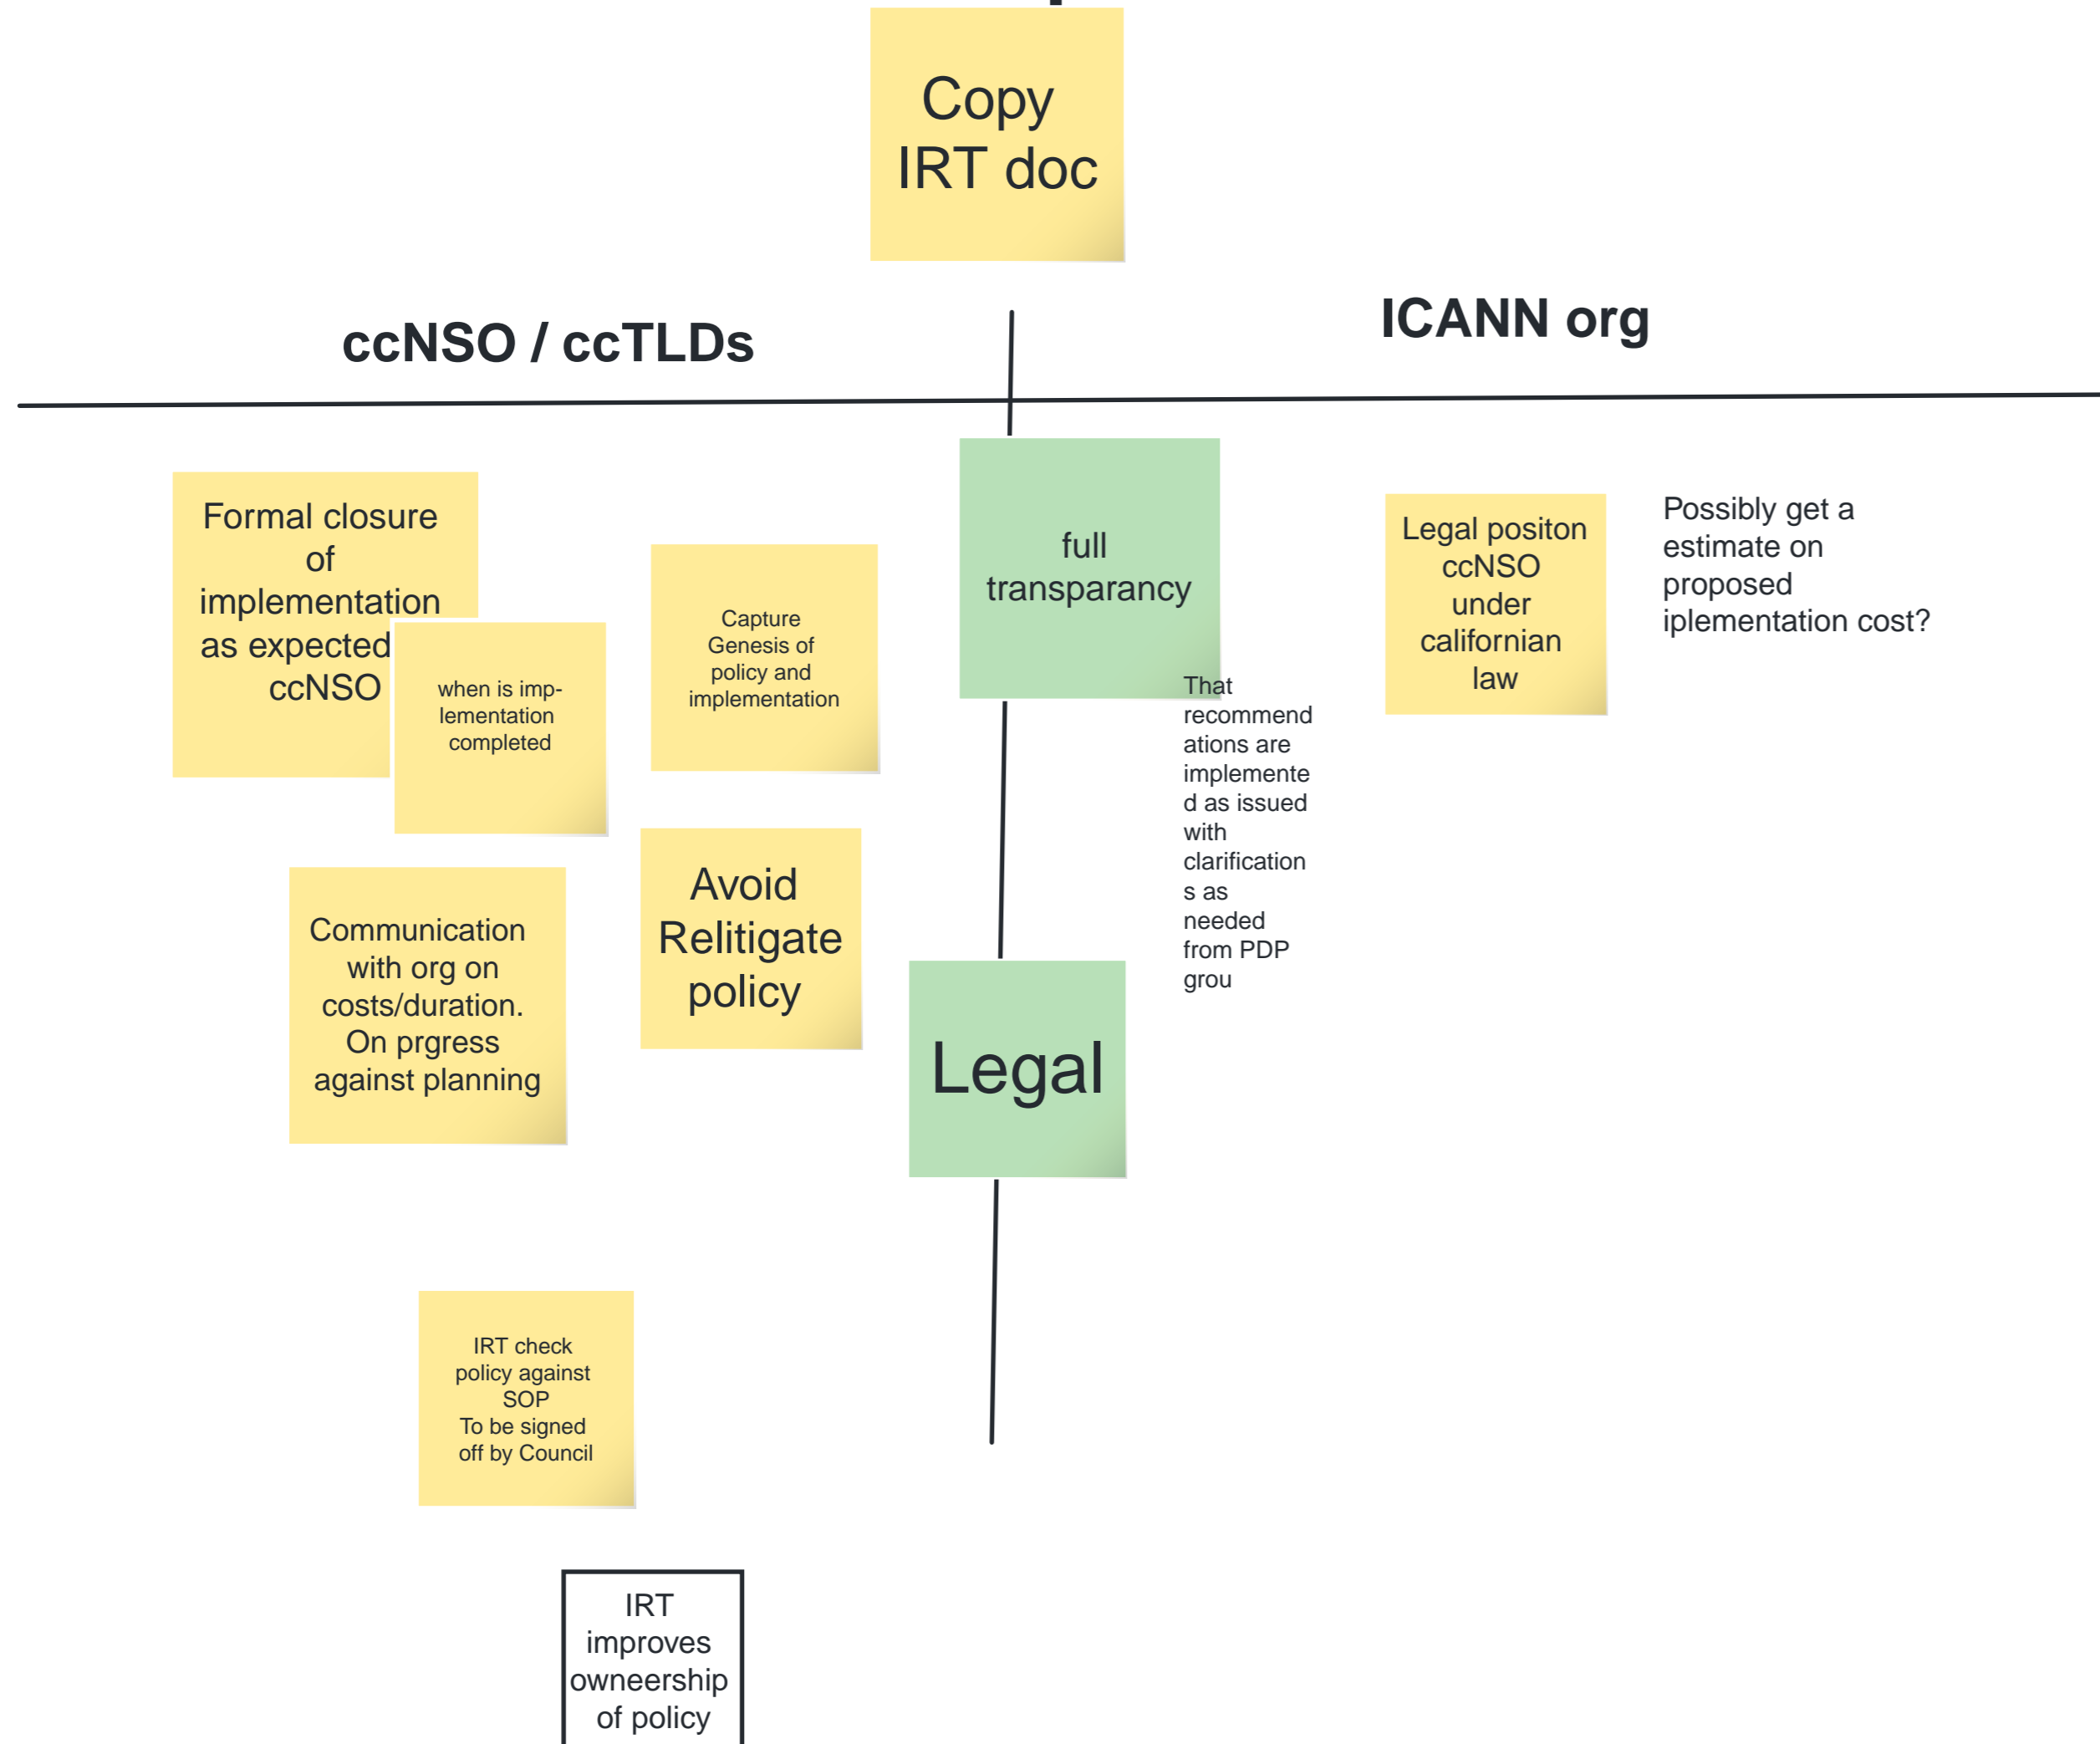 Copy
IRT doc
ccNSO / ccTLDs
ICANN org
Formal closure
of
implementation
as expected
ccNSO
when is imp-
lementation
completed
Capture
Genesis of
policy and
implementation
full
transparancy
Legal positon
ccNSO
under
californian
law
Possibly get a
estimate on
proposed
iplementation cost?
That
recommend
ations are
implemente
d as issued
with
clarification
s as
needed
from PDP
grou
Communication
with org on
costs/duration.
On prgress
against planning
Avoid
Relitigate
policy
Legal
IRT check
policy against
SOP
To be signed
off by Council
IRT
improves
owneership
of policy